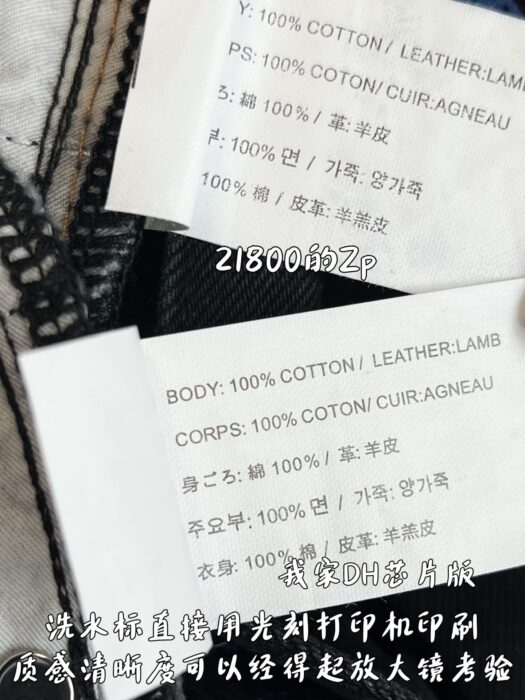 Y: 100% COTTON / LEATHER:LAM
PS: 100% COTON/ CUIR:AGNEAU
ろ: 綿 100% / 革: 羊皮
부: 100% 면 / 가죽: 양가죽
100% 棉 / 皮革: 羊羔皮
21800的Zp
BODY: 100% COTTON / LEATHER:LAMB
CORPS: 100% COTON/ CUIR:AGNEAU
身ごろ: 綿 100% / 革: 羊皮
주요부: 100% 면 / 가죽: 양가죽
衣身: 100% 棉 / 皮革: 羊羔皮
我家DH芯片版
洗水标直接用光刻打印机印刷
质感清晰度可以经得起放大镜考验